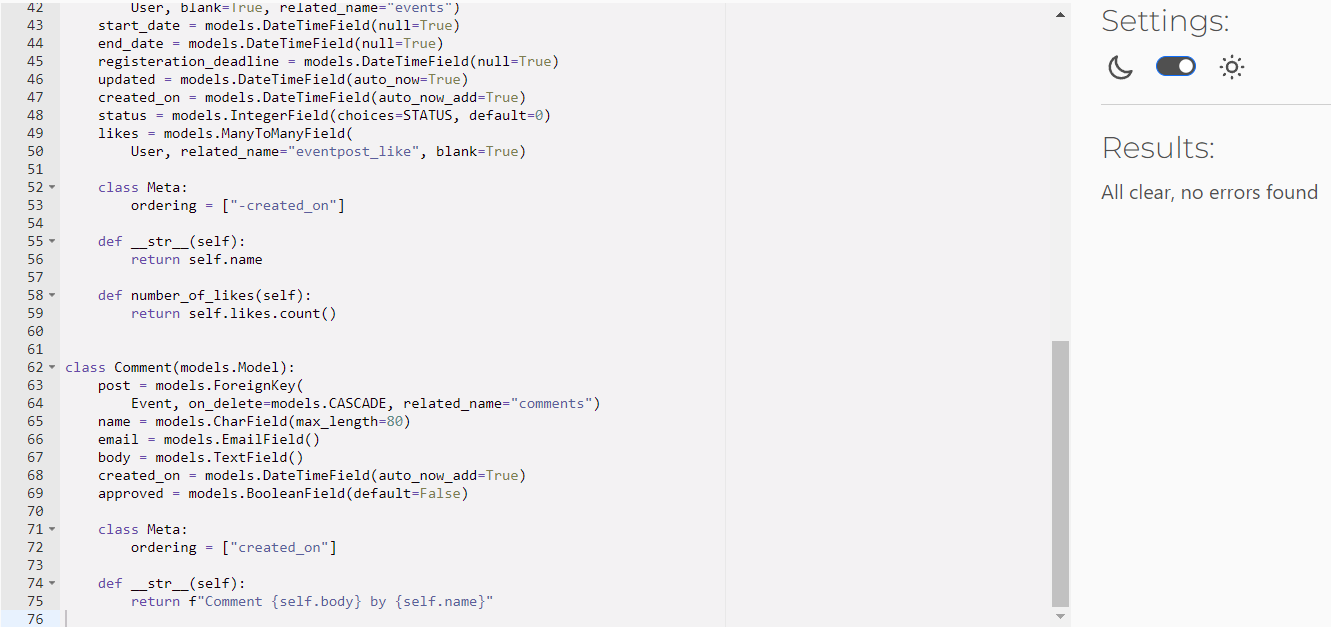 42         User, blank=True, related_name="events")
43     start_date = models.DateTimeField(null=True)
44     end_date = models.DateTimeField(null=True)
45     registeration_deadline = models.DateTimeField(null=True)
46     updated = models.DateTimeField(auto_now=True)
47     created_on = models.DateTimeField(auto_now_add=True)
48     status = models.IntegerField(choices=STATUS, default=0)
49     likes = models.ManyToManyField(
50         User, related_name="eventpost_like", blank=True)
51
52     class Meta:
53         ordering = ["-created_on"]
54
55     def __str__(self):
56         return self.name
57
58     def number_of_likes(self):
59         return self.likes.count()
60
61
62 class Comment(models.Model):
63     post = models.ForeignKey(
64         Event, on_delete=models.CASCADE, related_name="comments")
65     name = models.CharField(max_length=80)
66     email = models.EmailField()
67     body = models.TextField()
68     created_on = models.DateTimeField(auto_now_add=True)
69     approved = models.BooleanField(default=False)
70
71     class Meta:
72         ordering = ["created_on"]
73
74     def __str__(self):
75         return f"Comment {self.body} by {self.name}"
76
Settings:
Results:
All clear, no errors found